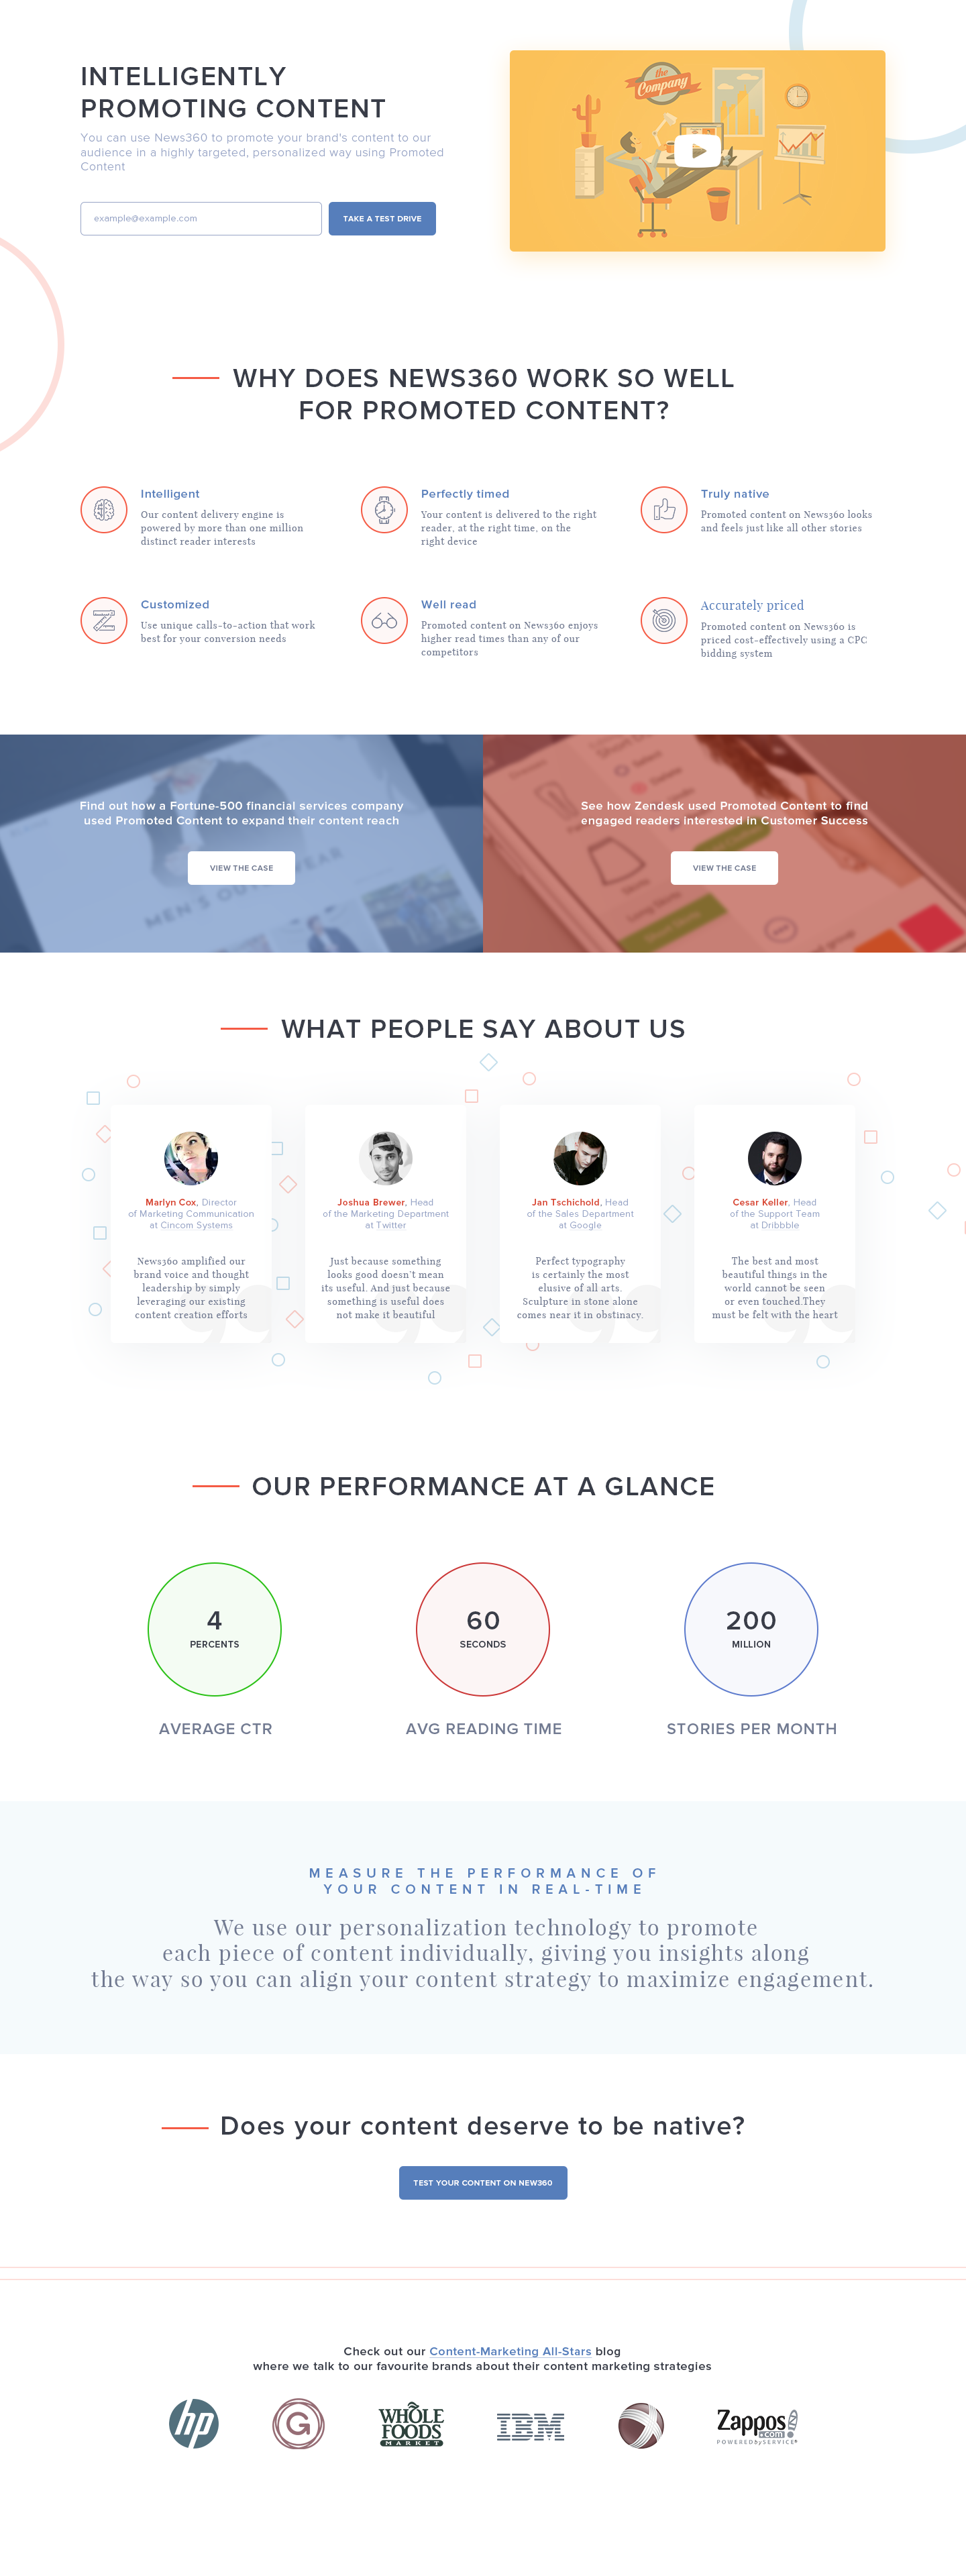 INTELLIGENTLY
PROMOTING CONTENT
You can use News360 to promote your brand's content to our
audience in a highly targeted, personalized way using Promoted
Content
example@example.com
TAKE A TEST DRIVE
the
Company
WHY DOES NEWS360 WORK SO WELL
FOR PROMOTED CONTENT?
Intelligent
Our content delivery engine is
powered by more than one million
distinct reader interests
Perfectly timed
Your content is delivered to the right
reader, at the right time, on the
right device
Truly native
Promoted content on News360 looks
and feels just like all other stories
Customized
Use unique calls-to-action that work
best for your conversion needs
Well read
Promoted content on News360 enjoys
higher read times than any of our
competitors
Accurately priced
Promoted content on News360 is
priced cost-effectively using a CPC
bidding system
Find out how a Fortune-500 financial services company
used Promoted Content to expand their content reach
VIEW THE CASE
See how Zendesk used Promoted Content to find
engaged readers interested in Customer Success
VIEW THE CASE
WHAT PEOPLE SAY ABOUT US
Marlyn Cox, Director
of Marketing Communication
at Cincom Systems
News360 amplified our
brand voice and thought
leadership by simply
leveraging our existing
content creation efforts
Joshua Brewer, Head
of the Marketing Department
at Twitter
Just because something
looks good doesn't mean
its useful. And just because
something is useful does
not make it beautiful
Jan Tschichold, Head
of the Sales Department
at Google
Perfect typography
is certainly the most
elusive of all arts.
Sculpture in stone alone
comes near it in obstinacy.
Cesar Keller, Head
of the Support Team
at Dribbble
The best and most
beautiful things in the
world cannot be seen
or even touched.They
must be felt with the heart
OUR PERFORMANCE AT A GLANCE
4
PERCENTS
AVERAGE CTR
60
SECONDS
AVG READING TIME
200
MILLION
STORIES PER MONTH
MEASURE THE PERFORMANCE OF
YOUR CONTENT IN REAL-TIME
We use our personalization technology to promote
each piece of content individually, giving you insights along
the way so you can align your content strategy to maximize engagement.
Does your content deserve to be native?
TEST YOUR CONTENT ON NEW360
Check out our Content-Marketing All-Stars blog
where we talk to our favourite brands about their content marketing strategies
hp
G
WHOLE
FOODS
MARKET
IBM
Zappos
.com
POWEREDbySERVICE®